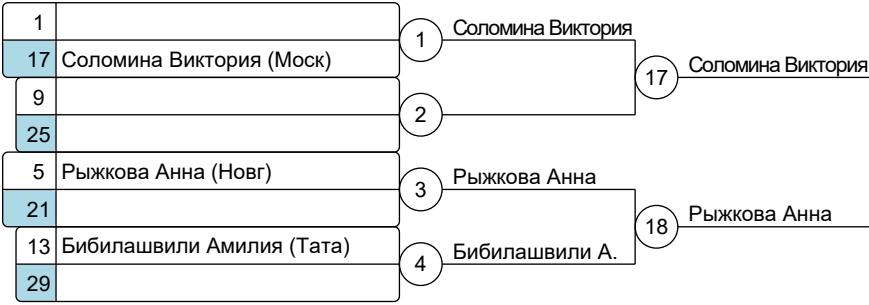 1
1 Соломина Виктория
17 Соломина Виктория (Моск)
17 Соломина Виктория
9
2
25
5 Рыжкова Анна (Новг)
3 Рыжкова Анна
21
18 Рыжкова Анна
13 Бибилашвили Амилия (Тата)
4 Бибилашвили А.
29